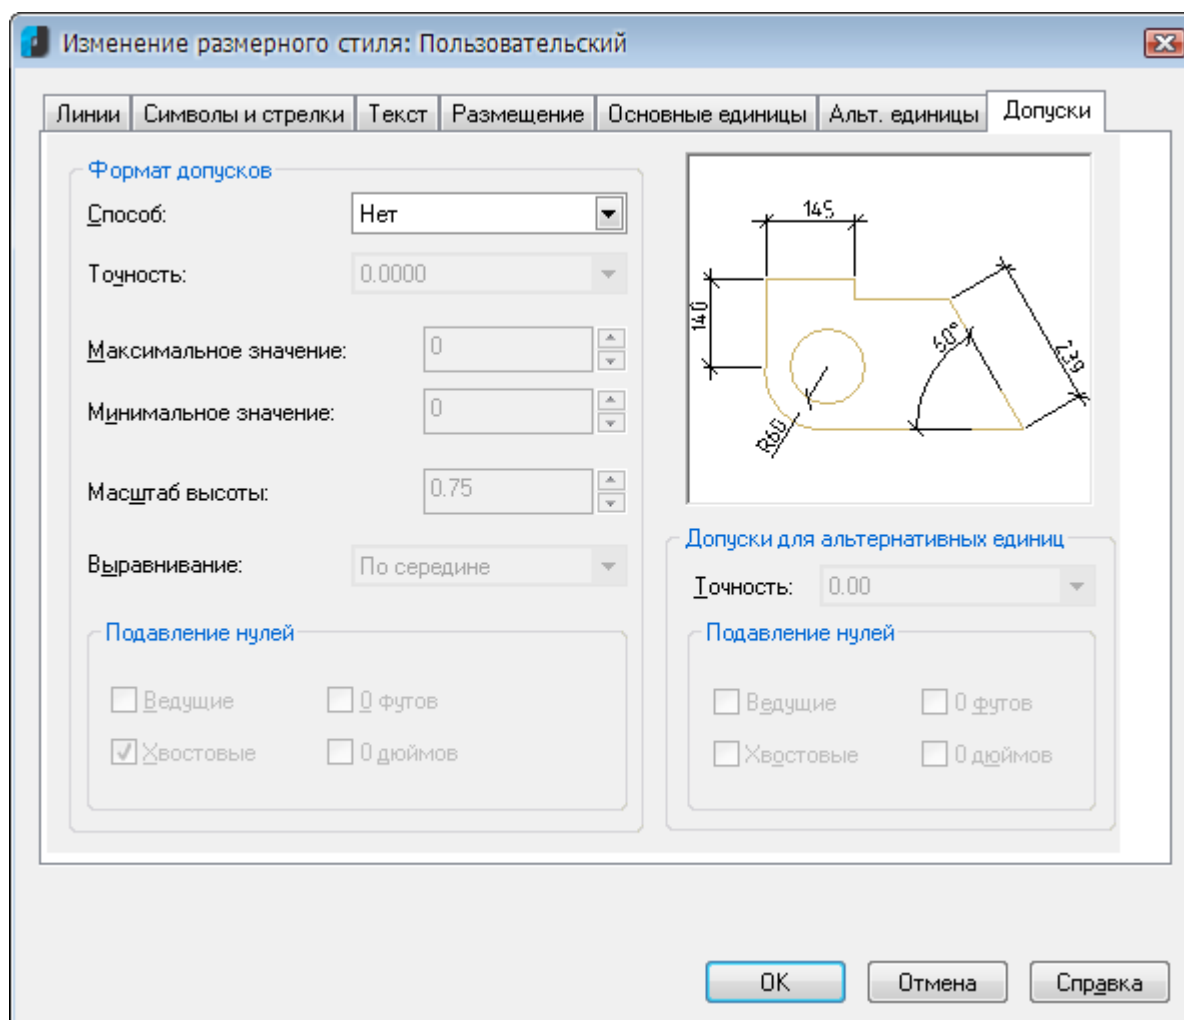 Изменение размерного стиля: Пользовательский
Линии Символы и стрелки Текст Размещение Основные единицы Альт. единицы Допуски
Формат допусков
Способ: Нет
Точность: 0.0000
Максимальное значение: 0
Минимальное значение: 0
Масштаб высоты: 0.75
Выравнивание: По середине
Подавление нулей
Ведущие 0 футов
Хвостовые 0 дюймов
145
140
60°
239
R60
Допуски для альтернативных единиц
Точность: 0.00
Подавление нулей
Ведущие 0 футов
Хвостовые 0 дюймов
OK Отмена Справка